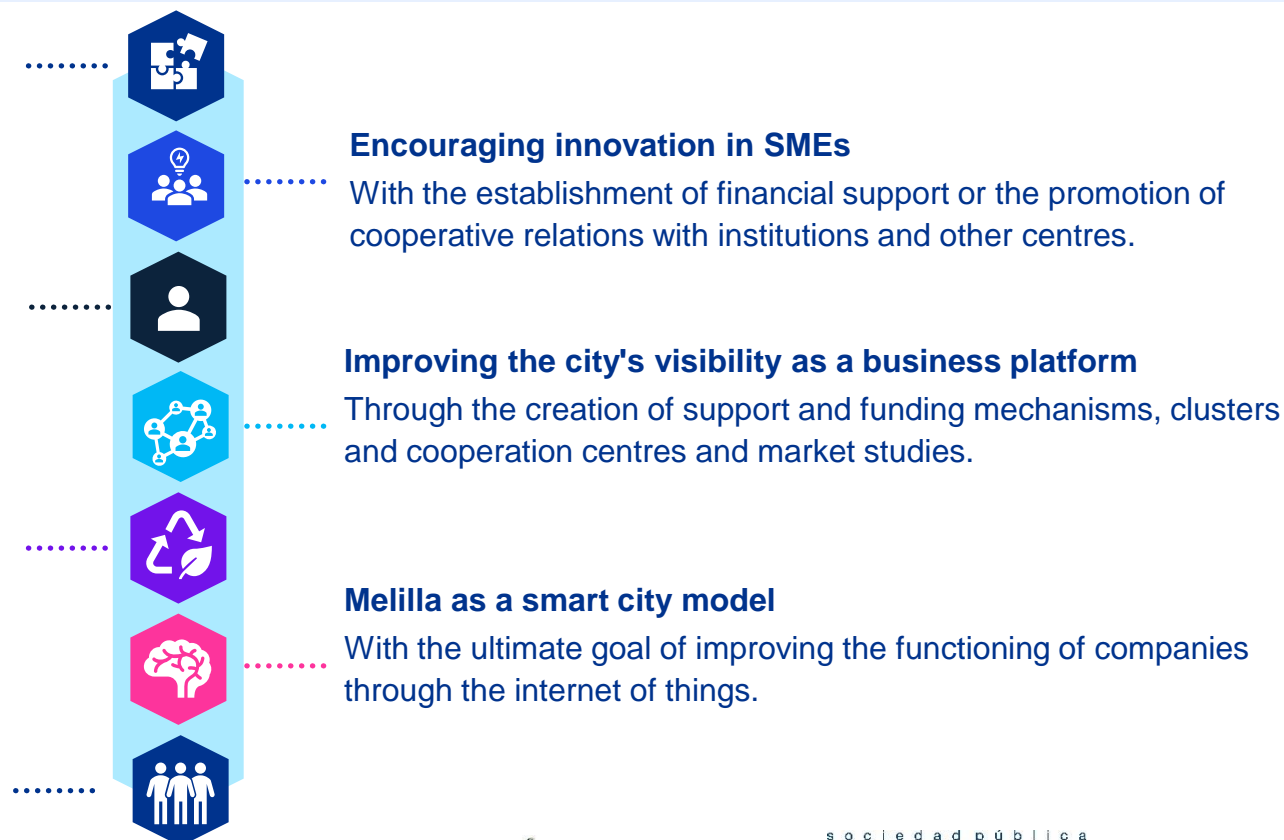 Encouraging innovation in SMEs
With the establishment of financial support or the promotion of
cooperative relations with institutions and other centres.
Improving the city's visibility as a business platform
Through the creation of support and funding mechanisms, clusters
and cooperation centres and market studies.
Melilla as a smart city model
With the ultimate goal of improving the functioning of companies
through the internet of things.
sociedad pública